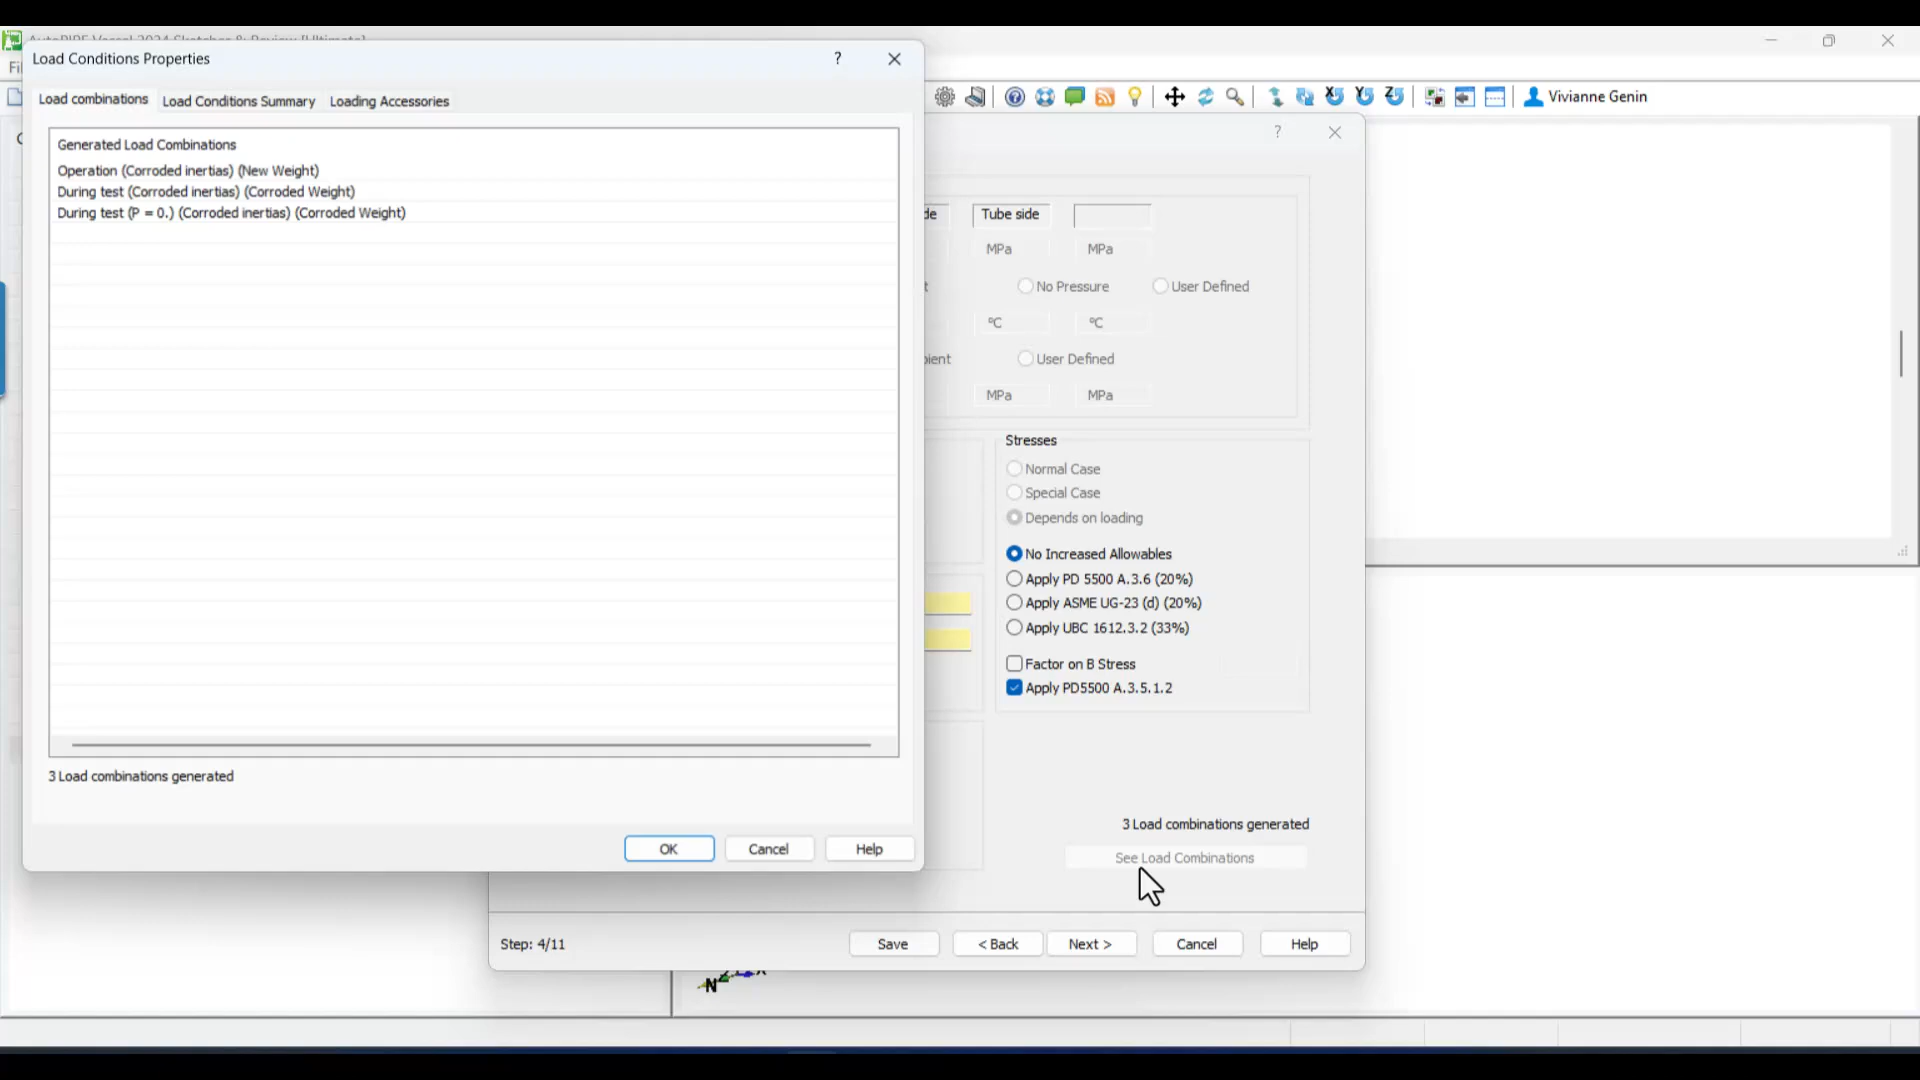 Load Conditions Properties
?
Load combinations
Load Conditions Summary
Loading Accessories
Vivianne Genin
Generated Load Combinations
Operation (Corroded inertias) (New Weight)
During test (Corroded inertias) (Corroded Weight)
During test (P = 0.) (Corroded inertias) (Corroded Weight)
3 Load combinations generated
OK
Cancel
Help
?
Tube side
MPa
MPa
No Pressure
User Defined
°C
°C
User Defined
MPa
MPa
Stresses
Normal Case
Special Case
Depends on loading
No Increased Allowables
Apply PD 5500 A.3.6 (20%)
Apply ASME UG-23 (d) (20%)
Apply UBC 1612.3.2 (33%)
Factor on B Stress
Apply PD5500 A.3.5.1.2
3 Load combinations generated
See Load Combinations
Step: 4/11
Save
< Back
Next >
Cancel
Help
N